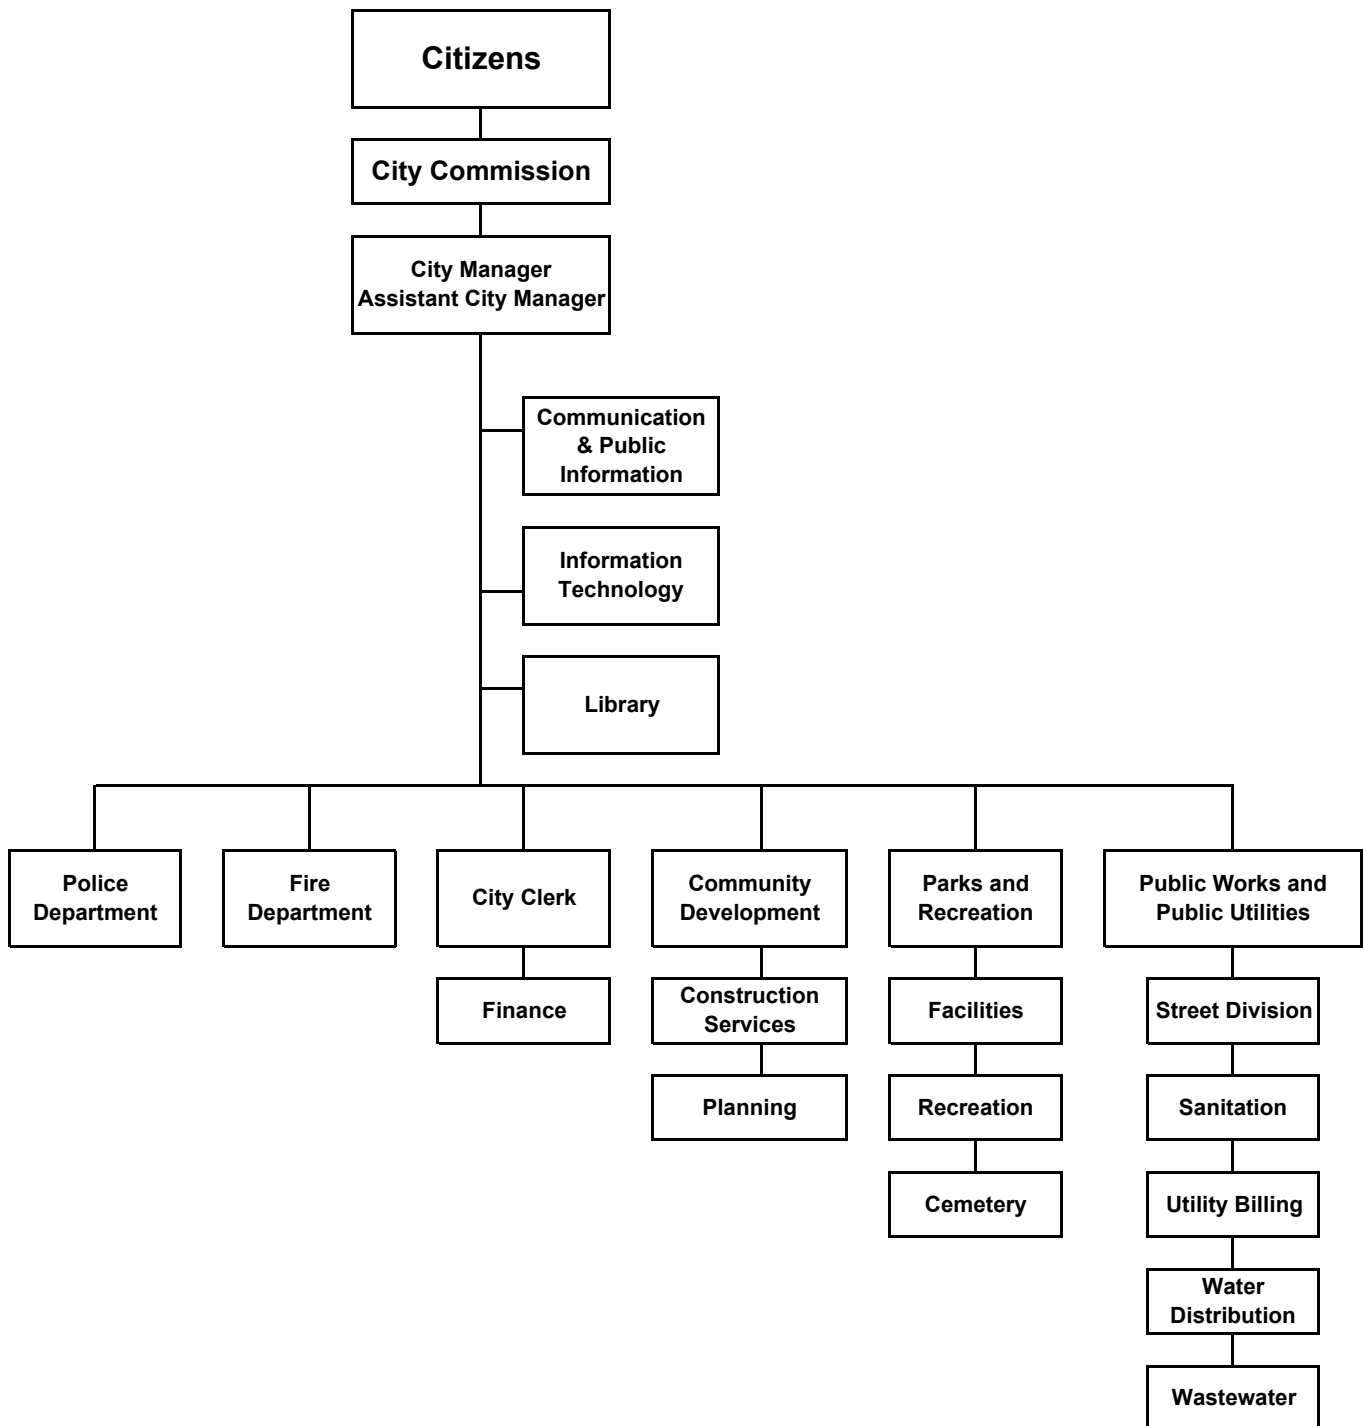 Citizens
City Commission
City Manager
Assistant City Manager
Communication
& Public
Information
Information
Technology
Library
Police
Department
Fire
Department
City Clerk
Community
Development
Parks and
Recreation
Public Works and
Public Utilities
Finance
Construction
Services
Facilities
Street Division
Planning
Recreation
Sanitation
Cemetery
Utility Billing
Water
Distribution
Wastewater